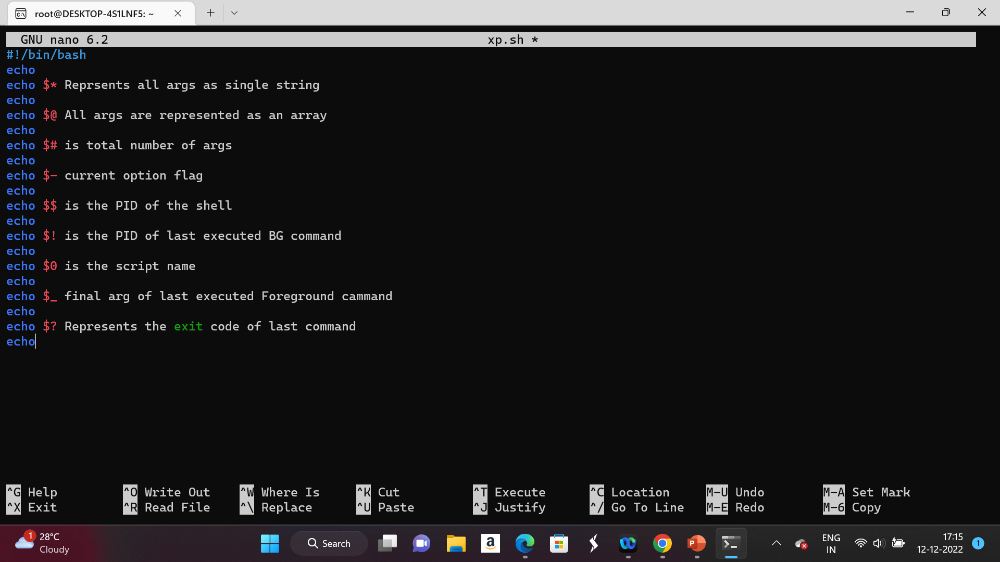 root@DESKTOP-4S1LNF5: ~
GNU nano 6.2 xp.sh *
#!/bin/bash
echo
echo $* Reprsents all args as single string
echo
echo $@ All args are represented as an array
echo
echo $# is total number of args
echo
echo $- current option flag
echo
echo $$ is the PID of the shell
echo
echo $! is the PID of last executed BG command
echo
echo $0 is the script name
echo
echo $_ final arg of last executed Foreground cammand
echo
echo $? Represents the exit code of last command
echo
^G Help ^O Write Out ^W Where Is ^K Cut ^T Execute ^C Location M-U Undo M-A Set Mark
^X Exit ^R Read File ^\ Replace ^U Paste ^J Justify ^/ Go To Line M-E Redo M-6 Copy
1 28°C
Cloudy
Search
ENG
IN
17:15
12-12-2022
1